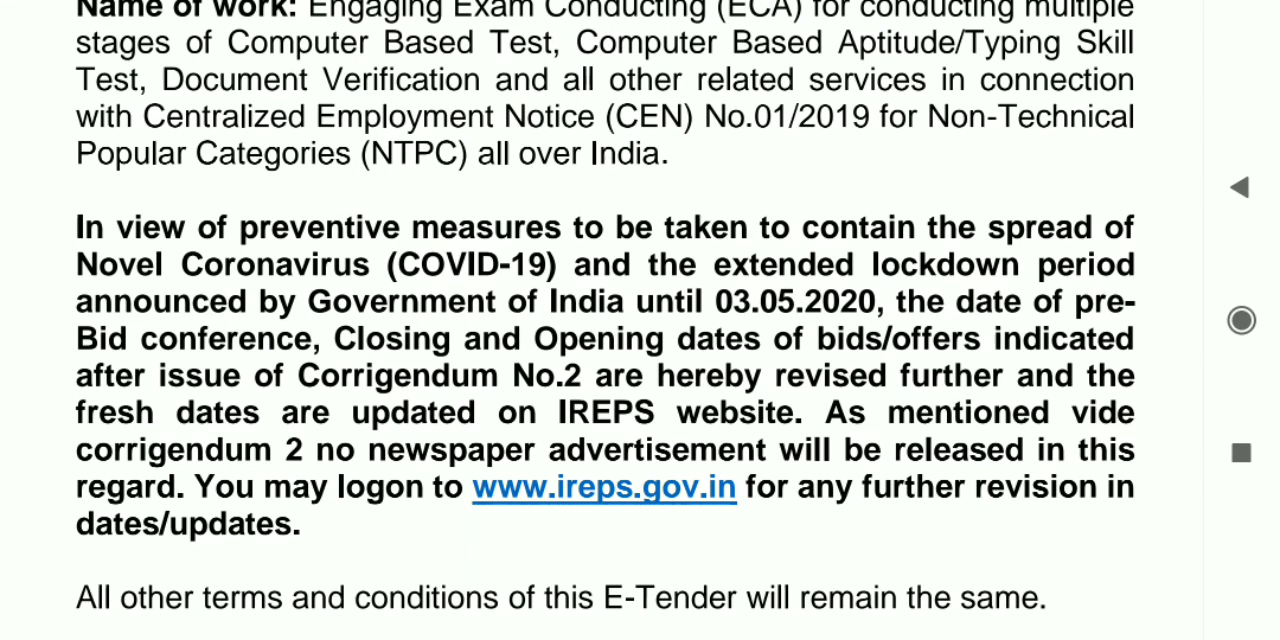 Name of work: Engaging Exam Conducting (ECA) for conducting multiple
stages of Computer Based Test, Computer Based Aptitude/Typing Skill
Test, Document Verification and all other related services in connection
with Centralized Employment Notice (CEN) No.01/2019 for Non-Technical
Popular Categories (NTPC) all over India.
In view of preventive measures to be taken to contain the spread of
Novel Coronavirus (COVID-19) and the extended lockdown period
announced by Government of India until 03.05.2020, the date of pre-
Bid conference, Closing and Opening dates of bids/offers indicated
after issue of Corrigendum No.2 are hereby revised further and the
fresh dates are updated on IREPS website. As mentioned vide
corrigendum 2 no newspaper advertisement will be released in this
regard. You may logon to www.ireps.gov.in for any further revision in
dates/updates.
All other terms and conditions of this E-Tender will remain the same.